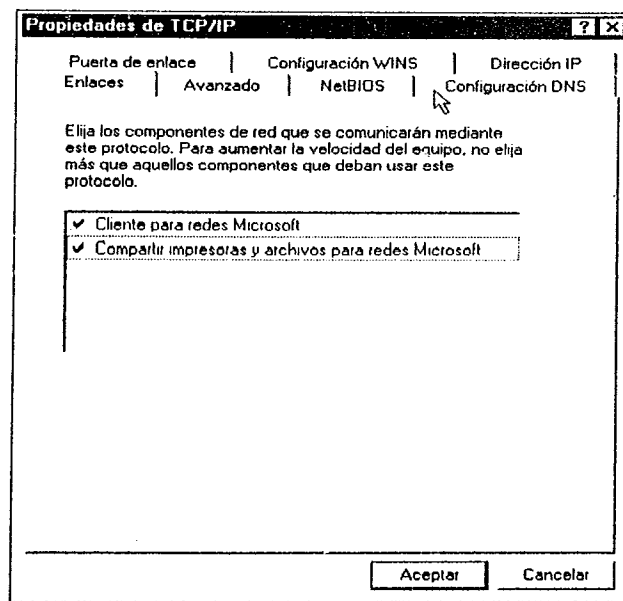 Propiedades de TCP/IP
Puerta de enlace Configuración WINS Dirección IP
Enlaces Avanzado NetBIOS Configuración DNS
Elija los componentes de red que se comunicarán mediante
este protocolo. Para aumentar la velocidad del equipo, no elija
más que aquellos componentes que deban usar este
protocolo.
Cliente para redes Microsoft
Compartir impresoras y archivos para redes Microsoft
Aceptar Cancelar